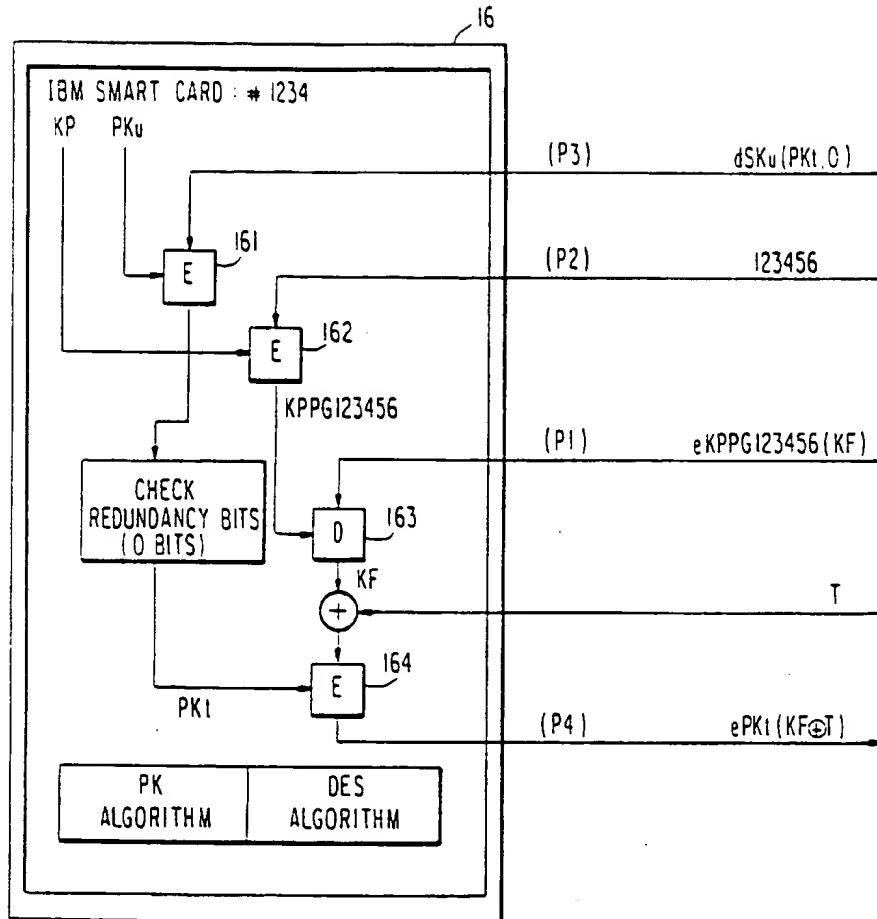 16
IBM SMART CARD : # 1234
KP PKu
(P3) dSKu(PKt,0)
161
E
(P2) 123456
162
E
KPPG123456
(P1) eKPPG123456(KF)
CHECK
REDUNDANCY BITS
(0 BITS)
163
D
KF
T
+
164
E
PKt
(P4) ePKt(KF⊕T)
PK
ALGORITHM
DES
ALGORITHM